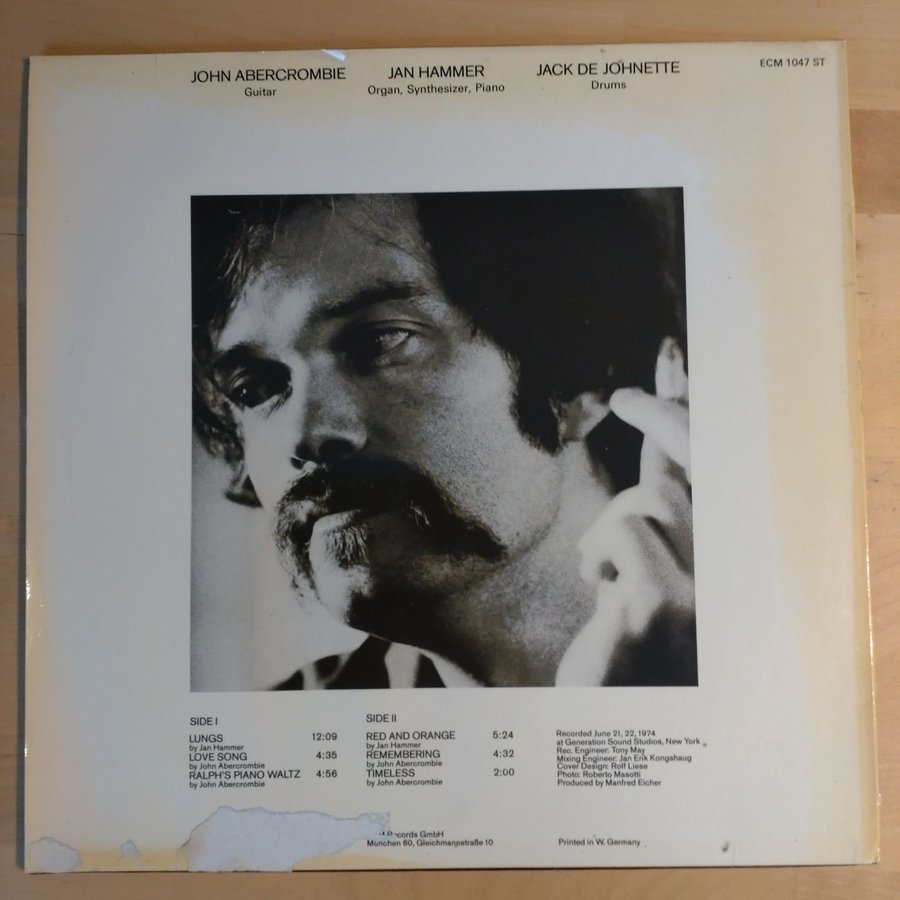 JOHN ABERCROMBIE
Guitar
JAN HAMMER
Organ, Synthesizer, Piano
JACK DE JOHNETTE
Drums
ECM 1047 ST
SIDE I
LUNGS 12:09
by Jan Hammer
LOVE SONG 4:35
by John Abercrombie
RALPH'S PIANO WALTZ 4:56
by John Abercrombie
SIDE II
RED AND ORANGE 5:24
by Jan Hammer
REMEMBERING 4:32
by John Abercrombie
TIMELESS 2:00
by John Abercrombie
Recorded June 21, 22, 1974
at Generation Sound Studios, New York
Rec. Engineer: Tony May
Mixing Engineer: Jan Erik Kongshaug
Cover Design: Rolf Liese
Photo: Roberto Masotti
Produced by Manfred Eicher
Records GmbH
München 60, Gleichmannstraße 10
Printed in W. Germany